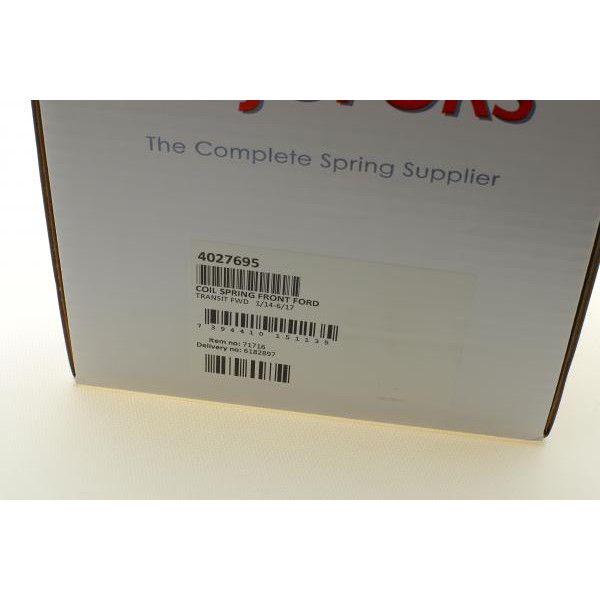 The Complete Spring Supplier
4027695
COIL SPRING FRONT FORD
TRANSIT FWD 1/14-6/17
7 394410 151139
Item no: 71716
Delivery no: 6182897